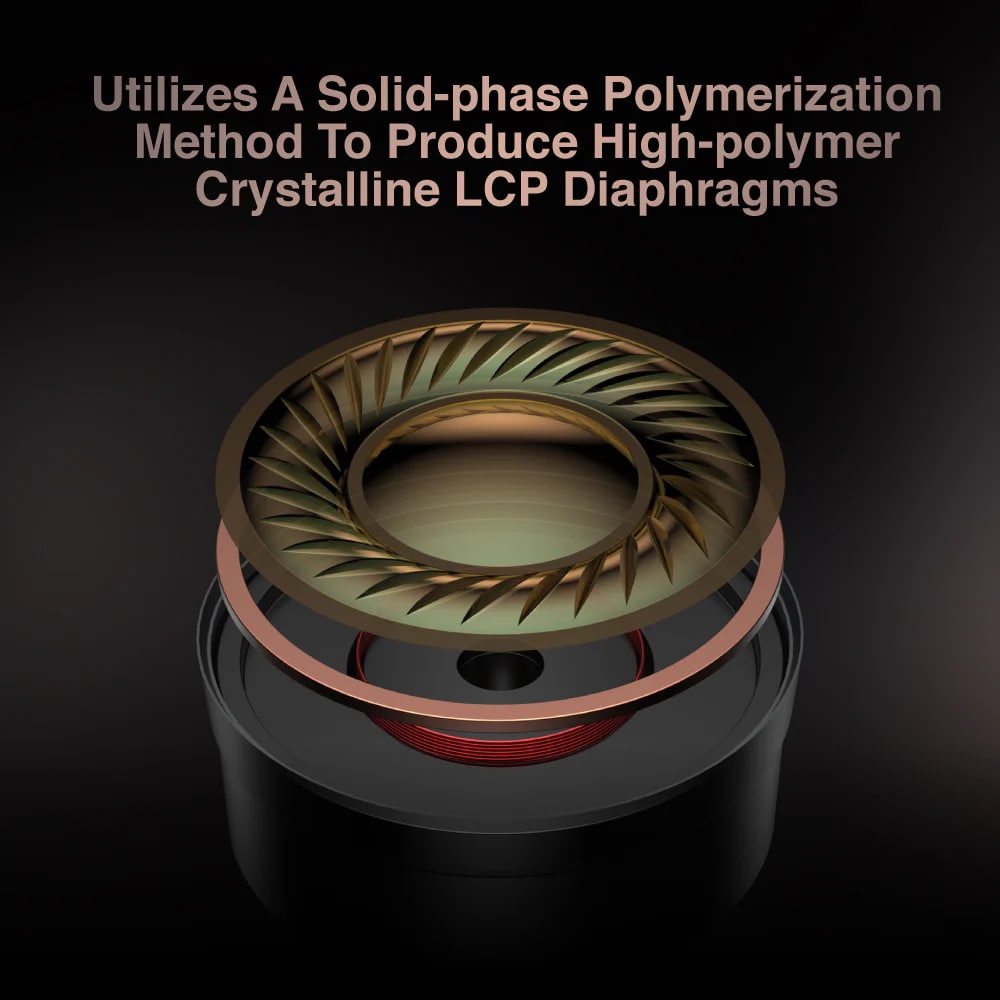 Utilizes A Solid-phase Polymerization
Method To Produce High-polymer
Crystalline LCP Diaphragms